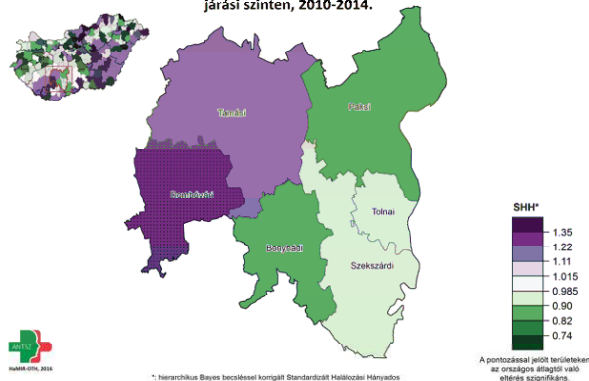 járási szinten, 2010-2014.
Tamási
Paksi
Dombóvári
Tolnai
Bonyhádi
Szekszárdi
SHH*
1.35
1.22
1.11
1.015
0.985
0.90
0.82
0.74
ANTSZ
HaMIR-OTH, 2016
A pontozással jelölt területeken
az országos átlagtól való
eltérés szignifikáns.
*: hierarchikus Bayes becsléssel korrigált Standardizált Halálozási Hányados